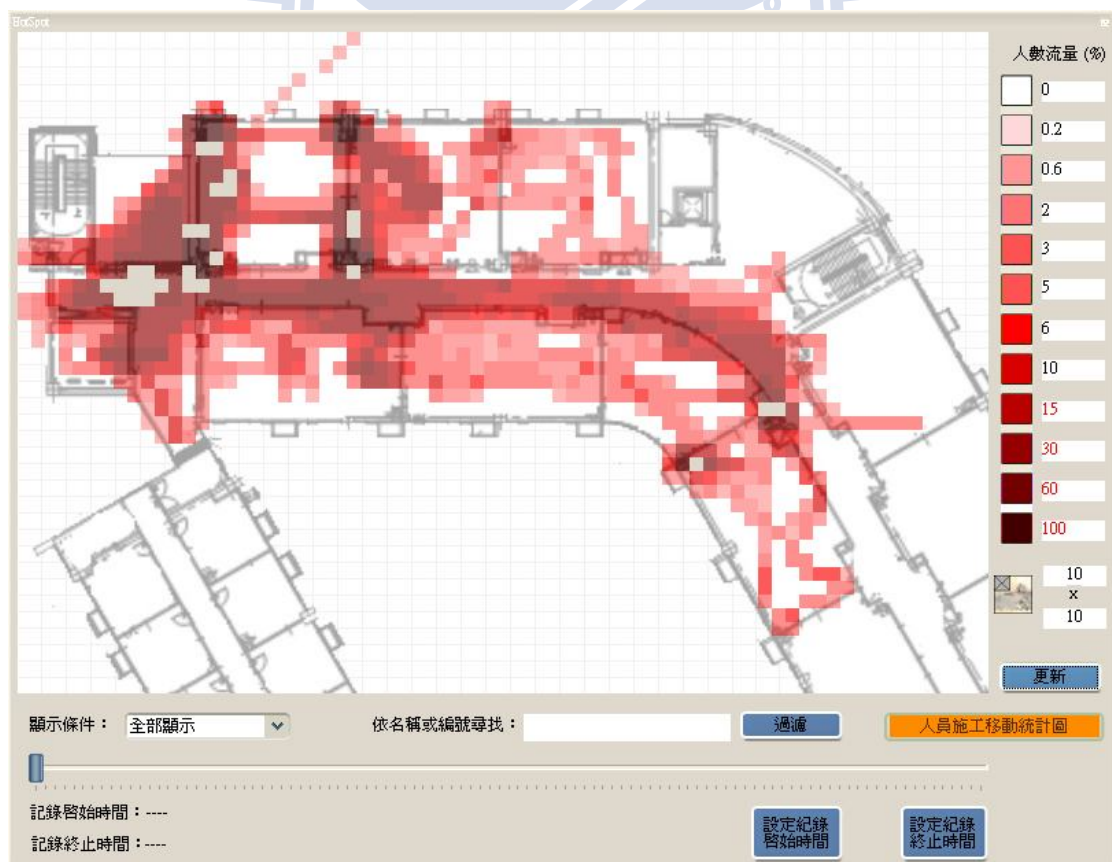 HotSpot
人數流量 (%)
0
0.2
0.6
2
3
5
6
10
15
30
60
100
10
x
10
更新
顯示條件： 全部顯示 依名稱或編號尋找： 過濾 人員施工移動統計圖
記錄啓始時間：----
記錄終止時間：----
設定紀錄
啓始時間
設定紀錄
終止時間